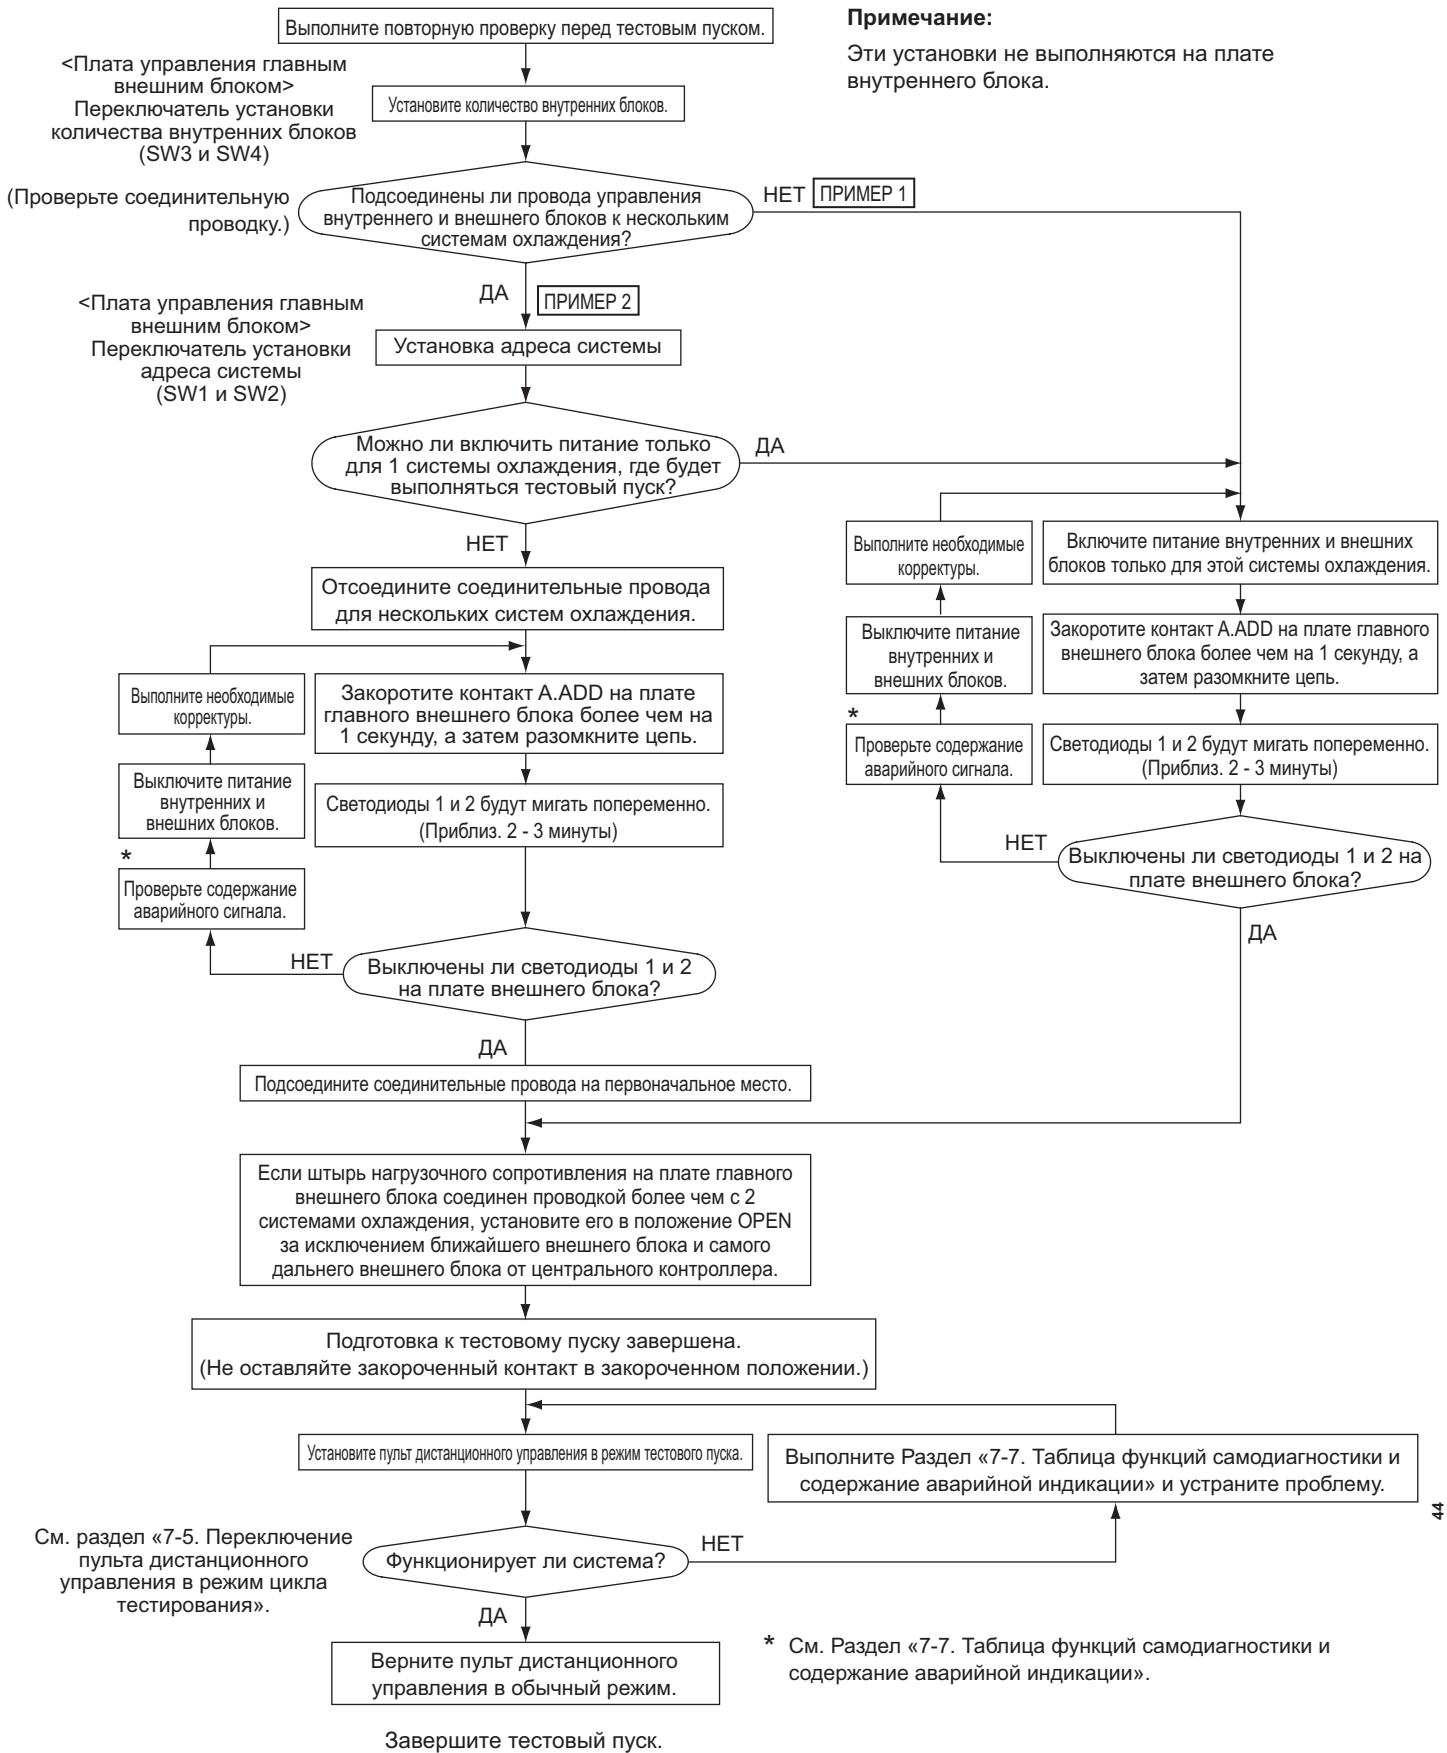 Выполните повторную проверку перед тестовым пуском.
Примечание:
Эти установки не выполняются на плате
внутреннего блока.
<Плата управления главным
внешним блоком>
Переключатель установки
количества внутренних блоков
(SW3 и SW4)
Установите количество внутренних блоков.
(Проверьте соединительную
проводку.)
Подсоединены ли провода управления
внутреннего и внешнего блоков к нескольким
системам охлаждения?
НЕТ ПРИМЕР 1
ДА ПРИМЕР 2
<Плата управления главным
внешним блоком>
Переключатель установки
адреса системы
(SW1 и SW2)
Установка адреса системы
Можно ли включить питание только
для 1 системы охлаждения, где будет
выполняться тестовый пуск?
ДА
НЕТ
Отсоедините соединительные провода
для нескольких систем охлаждения.
Выполните необходимые
корректуры.
Закоротите контакт A.ADD на плате
главного внешнего блока более чем на
1 секунду, а затем разомкните цепь.
Выключите питание
внутренних и
внешних блоков.
Светодиоды 1 и 2 будут мигать попеременно.
(Приблиз. 2 - 3 минуты)
*
Проверьте содержание
аварийного сигнала.
НЕТ
Выключены ли светодиоды 1 и 2
на плате внешнего блока?
ДА
Выполните необходимые
корректуры.
Включите питание внутренних и внешних
блоков только для этой системы охлаждения.
Выключите питание
внутренних и
внешних блоков.
Закоротите контакт A.ADD на плате главного
внешнего блока более чем на 1 секунду, а
затем разомкните цепь.
*
Проверьте содержание
аварийного сигнала.
Светодиоды 1 и 2 будут мигать попеременно.
(Приблиз. 2 - 3 минуты)
НЕТ
Выключены ли светодиоды 1 и 2 на
плате внешнего блока?
ДА
Подсоедините соединительные провода на первоначальное место.
Если штырь нагрузочного сопротивления на плате главного
внешнего блока соединен проводкой более чем с 2
системами охлаждения, установите его в положение OPEN
за исключением ближайшего внешнего блока и самого
дальнего внешнего блока от центрального контроллера.
Подготовка к тестовому пуску завершена.
(Не оставляйте закороченный контакт в закороченном положении.)
Установите пульт дистанционного управления в режим тестового пуска.
Выполните Раздел «7-7. Таблица функций самодиагностики и
содержание аварийной индикации» и устраните проблему.
См. раздел «7-5. Переключение
пульта дистанционного
управления в режим цикла
тестирования».
Функционирует ли система?
НЕТ
ДА
Верните пульт дистанционного
управления в обычный режим.
* См. Раздел «7-7. Таблица функций самодиагностики и
содержание аварийной индикации».
Завершите тестовый пуск.
44